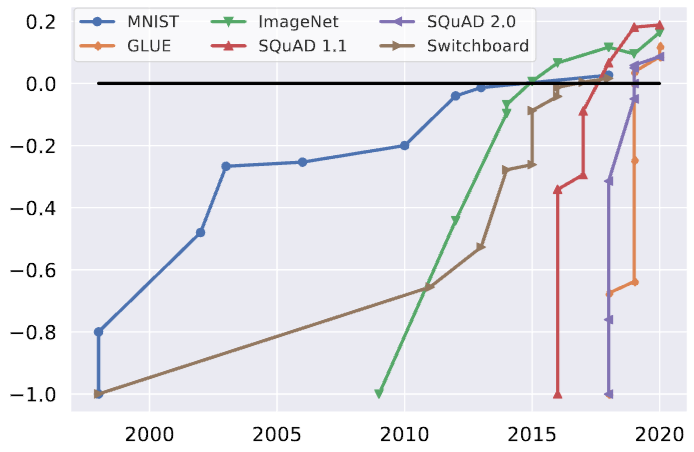 0.2
0.0
−0.2
−0.4
−0.6
−0.8
−1.0
MNIST
GLUE
ImageNet
SQuAD 1.1
SQuAD 2.0
Switchboard
2000
2005
2010
2015
2020